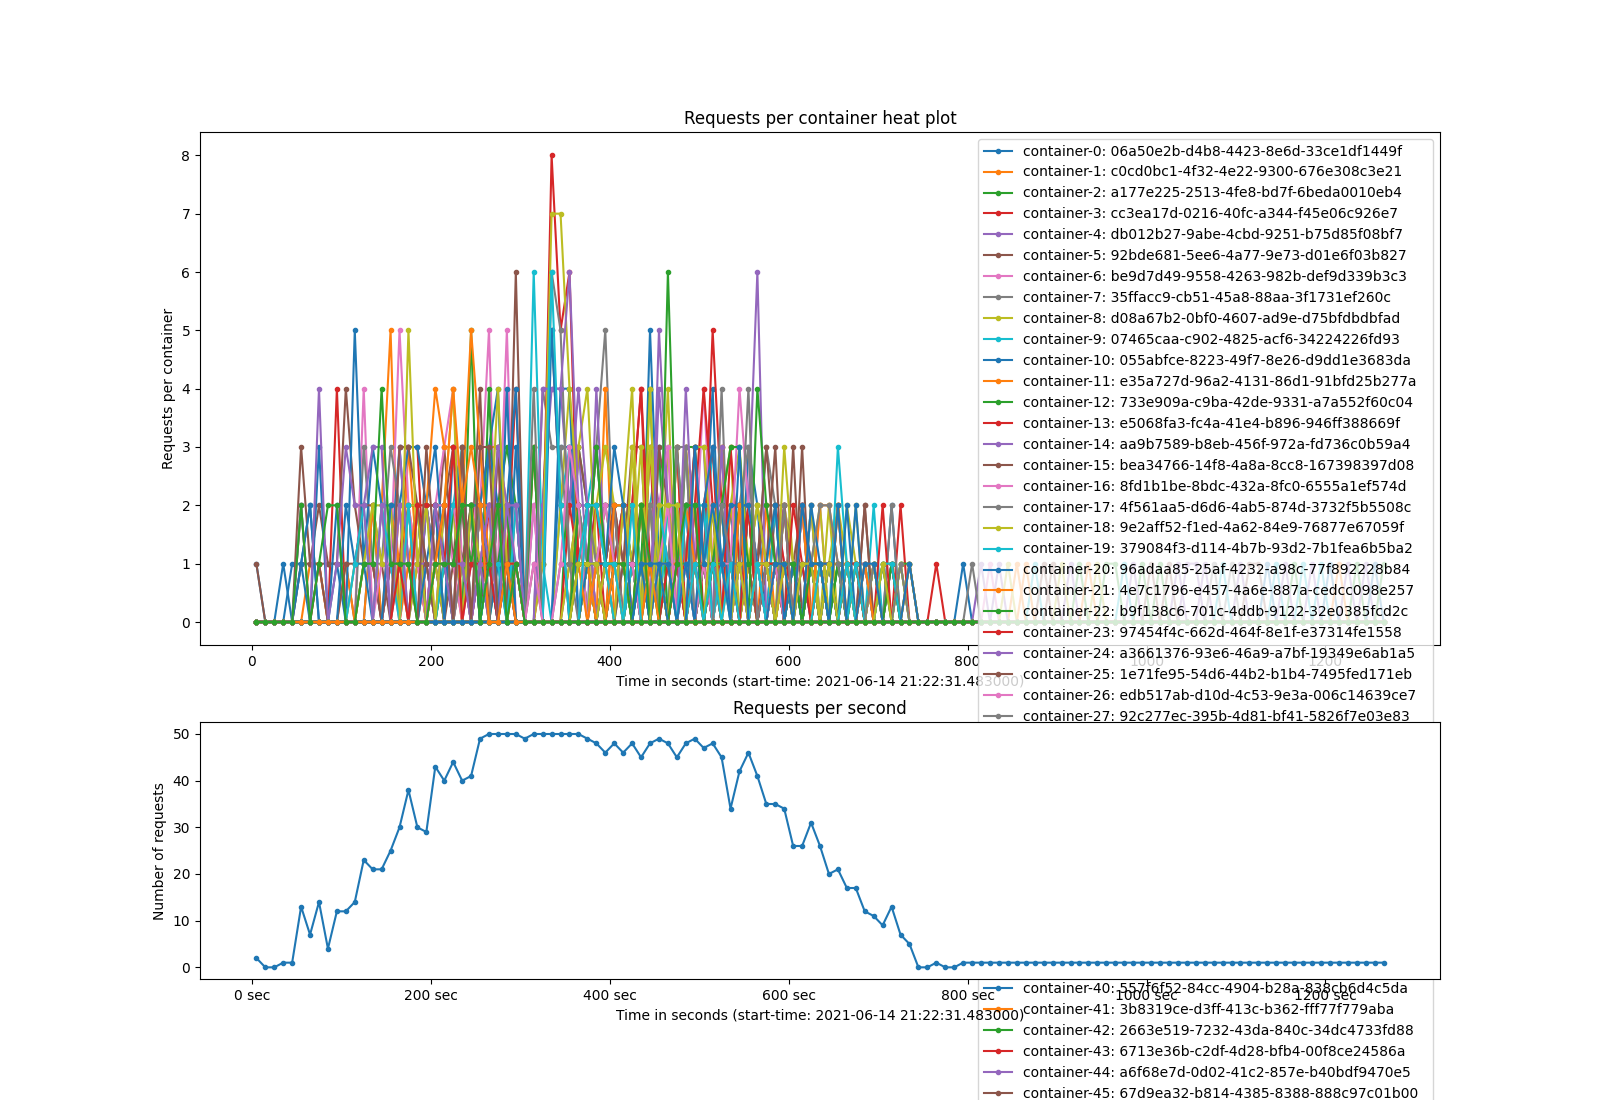 Requests per container heat plot
Requests per container
8
7
6
5
4
3
2
1
0
container-0: 06a50e2b-d4b8-4423-8e6d-33ce1df1449f
container-1: c0cd0bc1-4f32-4e22-9300-676e308c3e21
container-2: a177e225-2513-4fe8-bd7f-6beda0010eb4
container-3: cc3ea17d-0216-40fc-a344-f45e06c926e7
container-4: db012b27-9abe-4cbd-9251-b75d85f08bf7
container-5: 92bde681-5ee6-4a77-9e73-d01e6f03b827
container-6: be9d7d49-9558-4263-982b-def9d339b3c3
container-7: 35ffacc9-cb51-45a8-88aa-3f1731ef260c
container-8: d08a67b2-0bf0-4607-ad9e-d75bfdbdbfad
container-9: 07465caa-c902-4825-acf6-34224226fd93
container-10: 055abfce-8223-49f7-8e26-d9dd1e3683da
container-11: e35a727d-96a2-4131-86d1-91bfd25b277a
container-12: 733e909a-c9ba-42de-9331-a7a552f60c04
container-13: e5068fa3-fc4a-41e4-b896-946ff388669f
container-14: aa9b7589-b8eb-456f-972a-fd736c0b59a4
container-15: bea34766-14f8-4a8a-8cc8-167398397d08
container-16: 8fd1b1be-8bdc-432a-8fc0-6555a1ef574d
container-17: 4f561aa5-d6d6-4ab5-874d-3732f5b5508c
container-18: 9e2aff52-f1ed-4a62-84e9-76877e67059f
container-19: 379084f3-d114-4b7b-93d2-7b1fea6b5ba2
container-20: 96adaa85-25af-4232-a98c-77f892228b84
container-21: 4e7c1796-e457-4a6e-887a-cedcc098e257
container-22: b9f138c6-701c-4ddb-9122-32e0385fcd2c
container-23: 97454f4c-662d-464f-8e1f-e37314fe1558
container-24: a3661376-93e6-46a9-a7bf-19349e6ab1a5
container-25: 1e71fe95-54d6-44b2-b1b4-7495fed171eb
container-26: edb517ab-d10d-4c53-9e3a-006c14639ce7
container-27: 92c277ec-395b-4d81-bf41-5826f7e03e83
0 200 400 600 800 1000 1200
Time in seconds (start-time: 2021-06-14 21:22:31.483000)
Requests per second
Number of requests
50
40
30
20
10
0
0 sec 200 sec 400 sec 600 sec 800 sec 1000 sec 1200 sec
Time in seconds (start-time: 2021-06-14 21:22:31.483000)
container-40: 557f6f52-84cc-4904-b28a-838cb6d4c5da
container-41: 3b8319ce-d3ff-413c-b362-fff77f779aba
container-42: 2663e519-7232-43da-840c-34dc4733fd88
container-43: 6713e36b-c2df-4d28-bfb4-00f8ce24586a
container-44: a6f68e7d-0d02-41c2-857e-b40bdf9470e5
container-45: 67d9ea32-b814-4385-8388-888c97c01b00